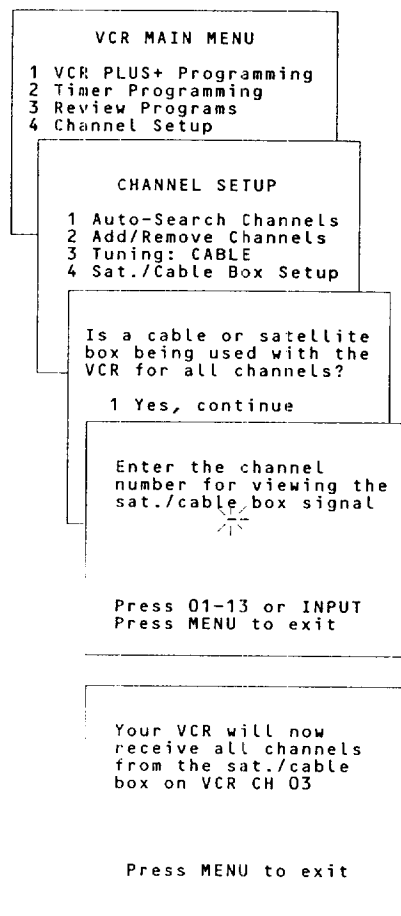 VCR MAIN MENU
1 VCR PLUS+ Programming
2 Timer Programming
3 Review Programs
4 Channel Setup
CHANNEL SETUP
1 Auto-Search Channels
2 Add/Remove Channels
3 Tuning: CABLE
4 Sat./Cable Box Setup
Is a cable or satellite
box being used with the
VCR for all channels?
1 Yes, continue
Enter the channel
number for viewing the
sat./cable box signal
--
Press 01-13 or INPUT
Press MENU to exit
Your VCR will now
receive all channels
from the sat./cable
box on VCR CH 03
Press MENU to exit